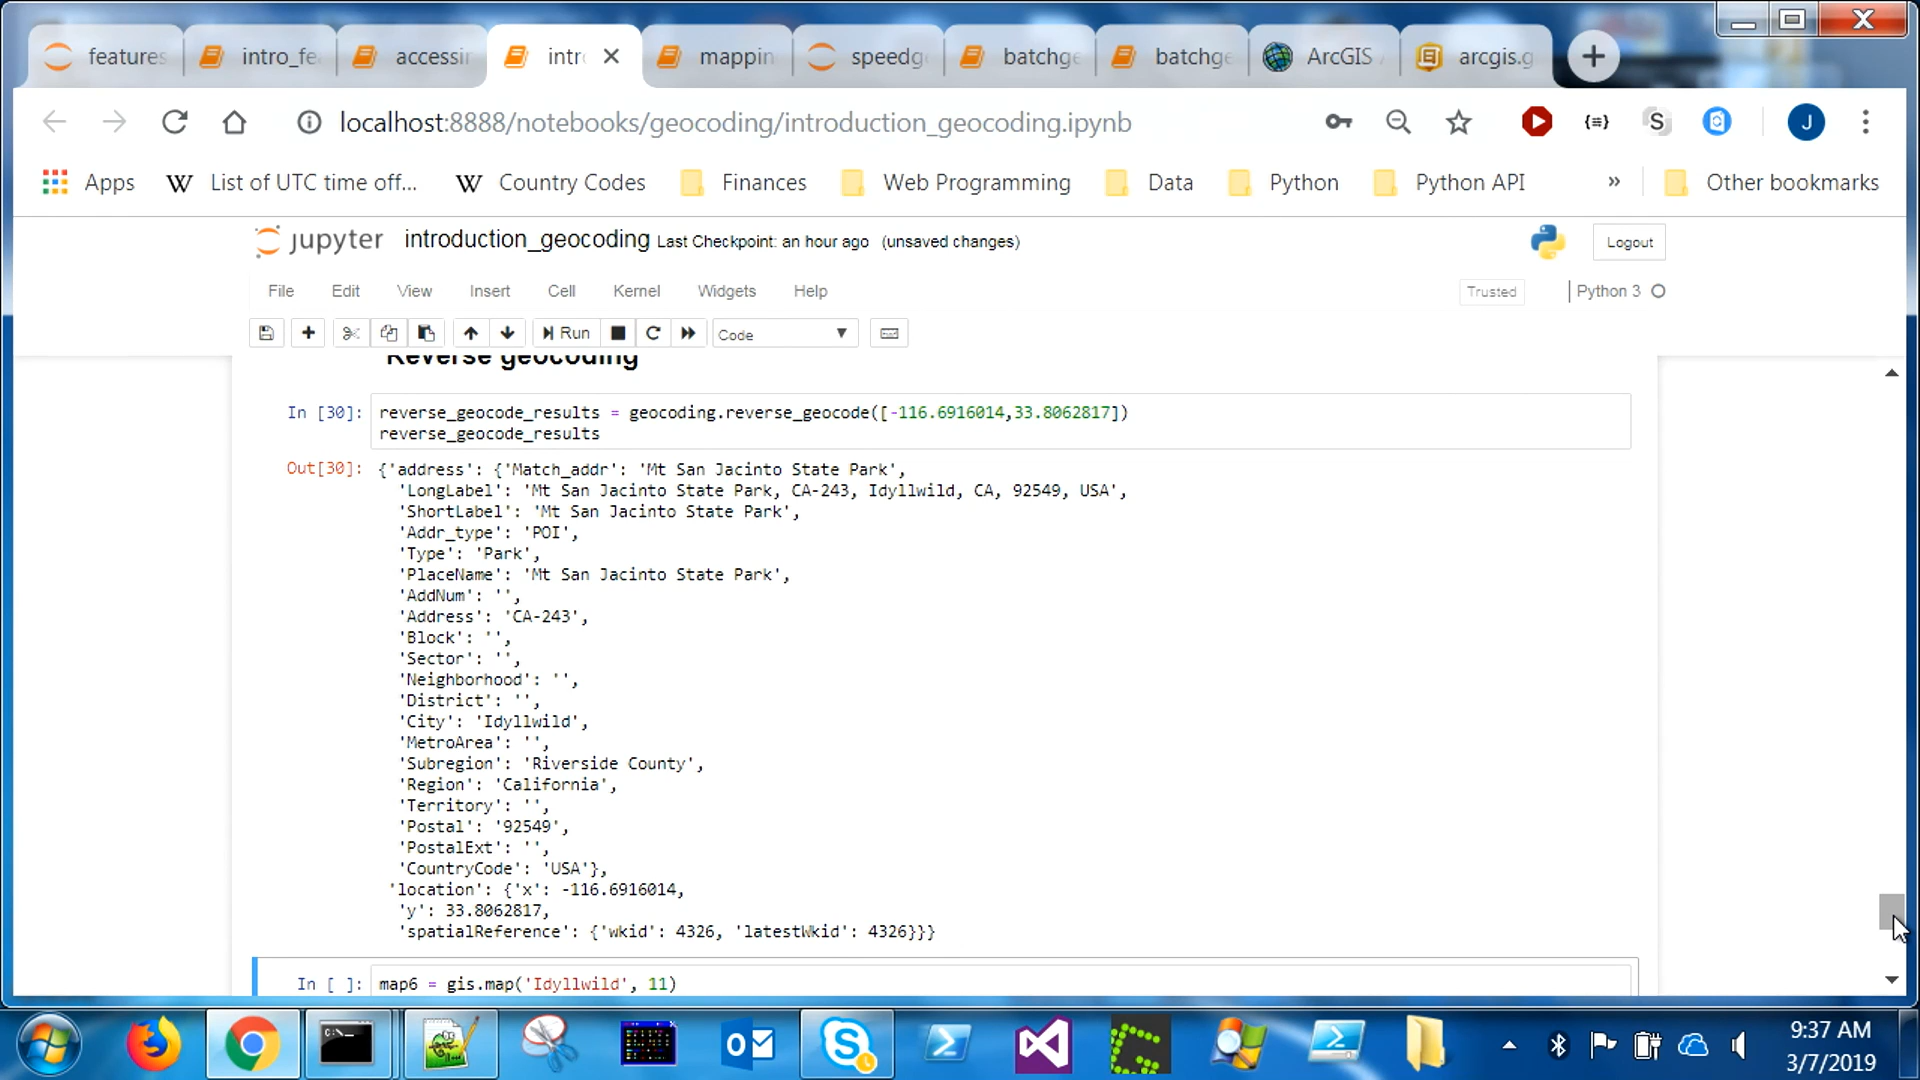 features
intro_fe
accessin
intr
mappin
speedge
batchge
batchge
ArcGIS
arcgis.g
localhost:8888/notebooks/geocoding/introduction_geocoding.ipynb
S
J
Apps
List of UTC time off...
Country Codes
Finances
Web Programming
Data
Python
Python API
»
Other bookmarks
jupyter
introduction_geocoding Last Checkpoint: an hour ago (unsaved changes)
Logout
File Edit View Insert Cell Kernel Widgets Help
Trusted
Python 3
Run
Code
Reverse geocoding
In [30]: reverse_geocode_results = geocoding.reverse_geocode([-116.6916014,33.8062817])
reverse_geocode_results
Out[30]: {'address': {'Match_addr': 'Mt San Jacinto State Park',
'LongLabel': 'Mt San Jacinto State Park, CA-243, Idyllwild, CA, 92549, USA',
'ShortLabel': 'Mt San Jacinto State Park',
'Addr_type': 'POI',
'Type': 'Park',
'PlaceName': 'Mt San Jacinto State Park',
'AddNum': '',
'Address': 'CA-243',
'Block': '',
'Sector': '',
'Neighborhood': '',
'District': '',
'City': 'Idyllwild',
'MetroArea': '',
'Subregion': 'Riverside County',
'Region': 'California',
'Territory': '',
'Postal': '92549',
'PostalExt': '',
'CountryCode': 'USA'},
'location': {'x': -116.6916014,
'y': 33.8062817,
'spatialReference': {'wkid': 4326, 'latestWkid': 4326}}}
In [ ]: map6 = gis.map('Idyllwild', 11)
9:37 AM
3/7/2019